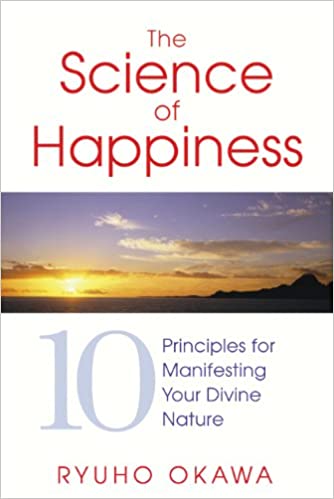 The
Science
of
Happiness
10
Principles for
Manifesting
Your Divine
Nature
RYUHO OKAWA